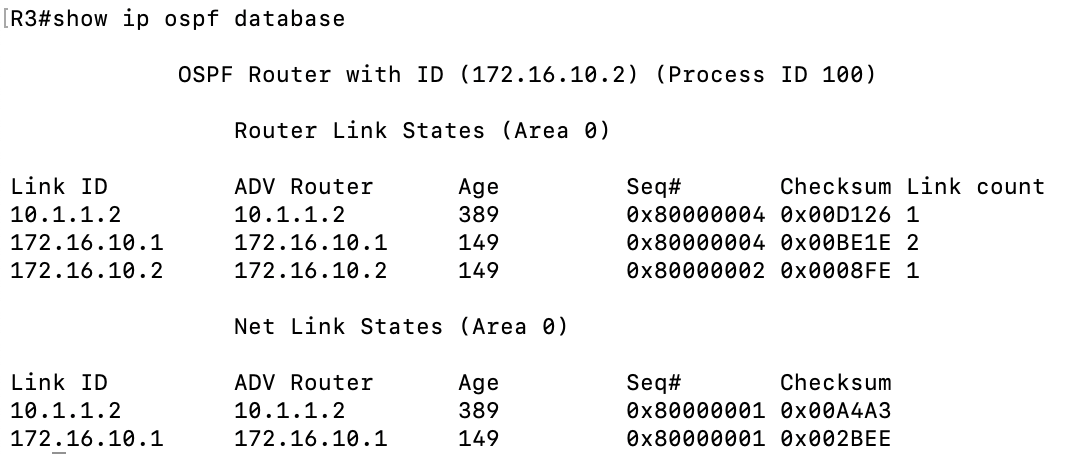 R3#show ip ospf database
OSPF Router with ID (172.16.10.2) (Process ID 100)
Router Link States (Area 0)
Link ID ADV Router Age Seq# Checksum Link count
10.1.1.2 10.1.1.2 389 0x80000004 0x00D126 1
172.16.10.1 172.16.10.1 149 0x80000004 0x00BE1E 2
172.16.10.2 172.16.10.2 149 0x80000002 0x0008FE 1
Net Link States (Area 0)
Link ID ADV Router Age Seq# Checksum
10.1.1.2 10.1.1.2 389 0x80000001 0x00A4A3
172.16.10.1 172.16.10.1 149 0x80000001 0x002BEE